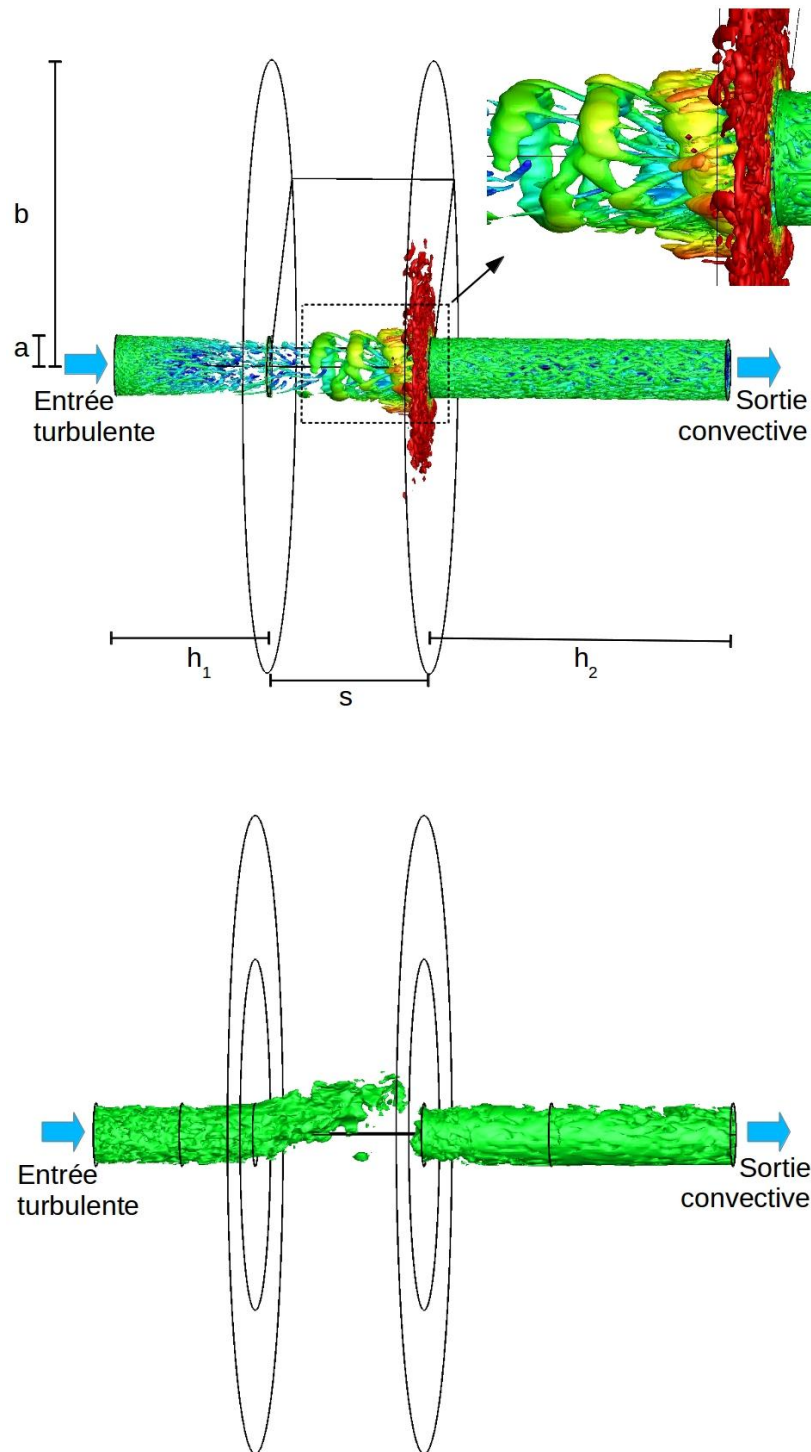 b
a
Entrée
turbulente
Sortie
convective
h₁
h₂
s
Entrée
turbulente
Sortie
convective